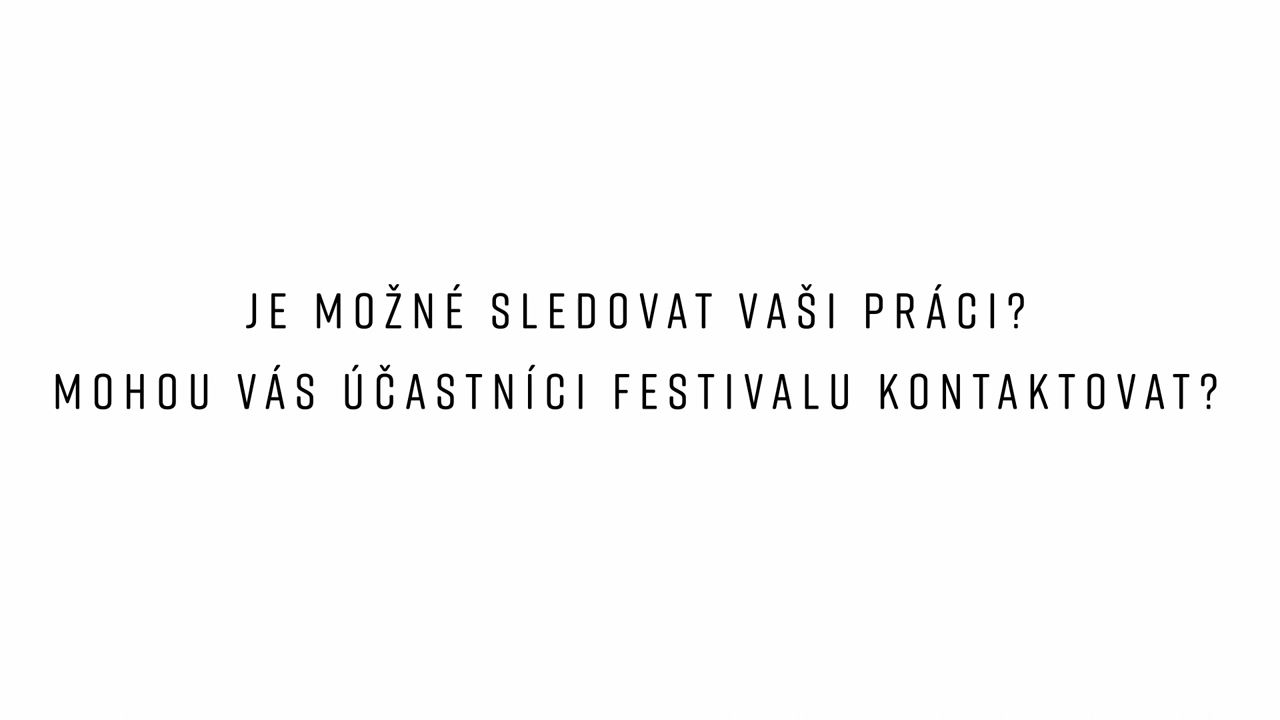 JE MOŽNÉ SLEDOVAT VAŠI PRÁCI?
MOHOU VÁS ÚČASTNÍCI FESTIVALU KONTAKTOVAT?